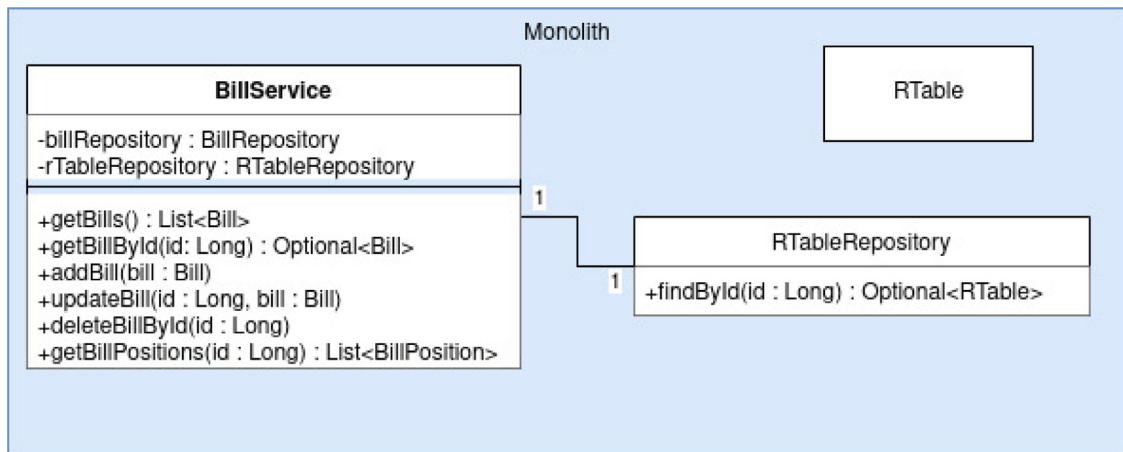 Monolith
BillService
-billRepository : BillRepository
-rTableRepository : RTableRepository
+getBills() : List<Bill>
+getBillById(id: Long) : Optional<Bill>
+addBill(bill : Bill)
+updateBill(id : Long, bill : Bill)
+deleteBillById(id : Long)
+getBillPositions(id : Long) : List<BillPosition>
1
1
RTable
RTableRepository
+findById(id : Long) : Optional<RTable>